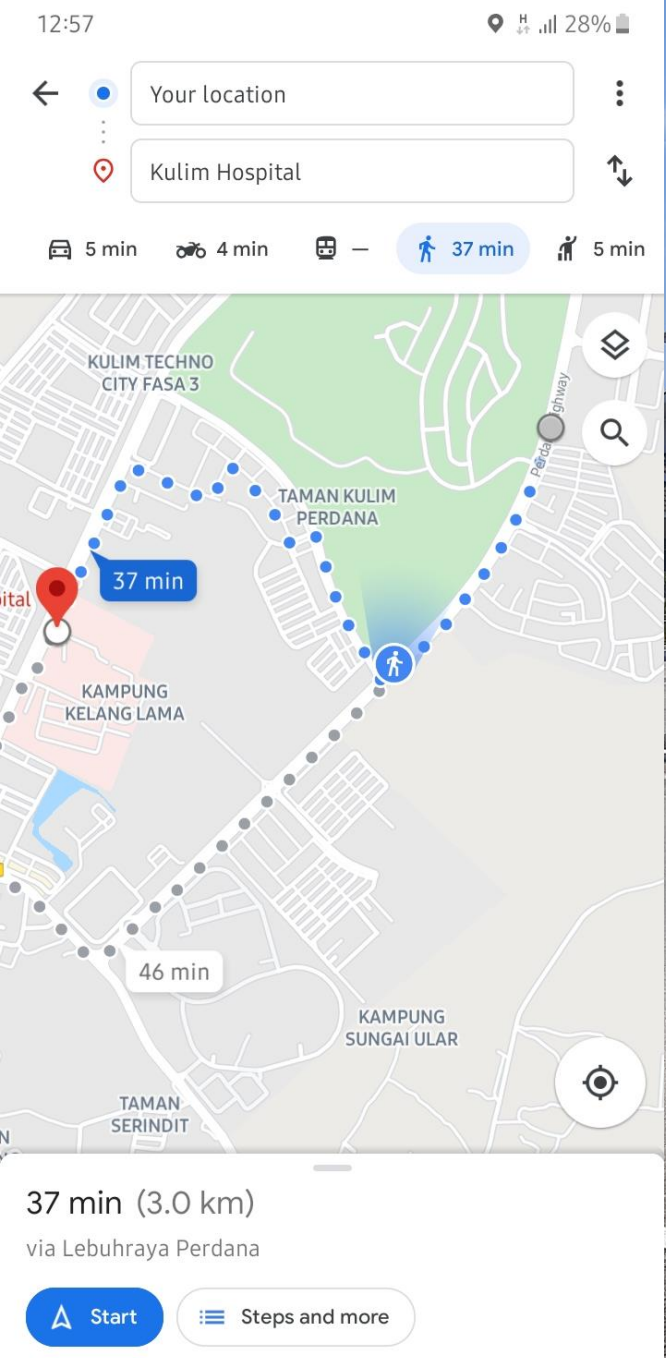 12:57
H 28%
Your location
Kulim Hospital
5 min
4 min
—
37 min
5 min
KULIM TECHNO
CITY FASA 3
TAMAN KULIM
PERDANA
37 min
ital
KAMPUNG
KELANG LAMA
46 min
KAMPUNG
SUNGAI ULAR
TAMAN
SERINDIT
N
37 min (3.0 km)
via Lebuhraya Perdana
Start
Steps and more